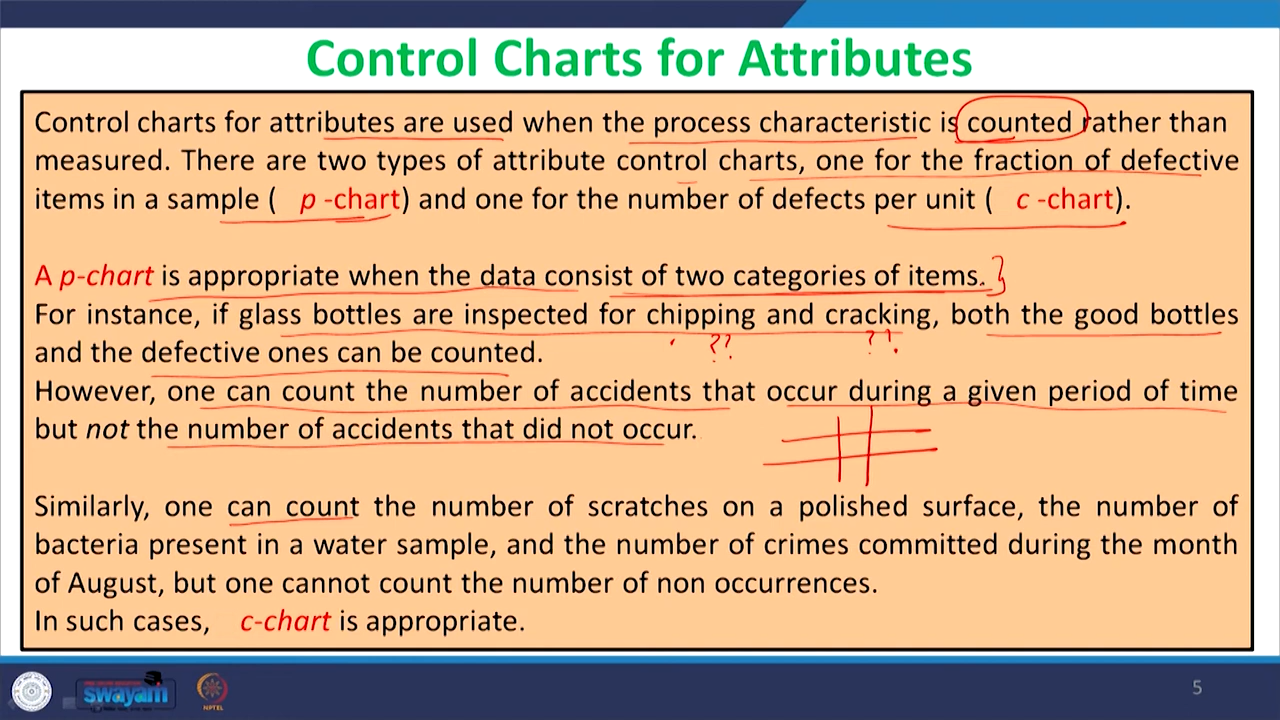 Control Charts for Attributes
Control charts for attributes are used when the process characteristic is counted rather than
measured. There are two types of attribute control charts, one for the fraction of defective
items in a sample ( p -chart) and one for the number of defects per unit ( c -chart).
A p-chart is appropriate when the data consist of two categories of items.
For instance, if glass bottles are inspected for chipping and cracking, both the good bottles
?? ??
and the defective ones can be counted.
However, one can count the number of accidents that occur during a given period of time
but not the number of accidents that did not occur.
Similarly, one can count the number of scratches on a polished surface, the number of
bacteria present in a water sample, and the number of crimes committed during the month
of August, but one cannot count the number of non occurrences.
In such cases, c-chart is appropriate.
swayam
NPTEL
5